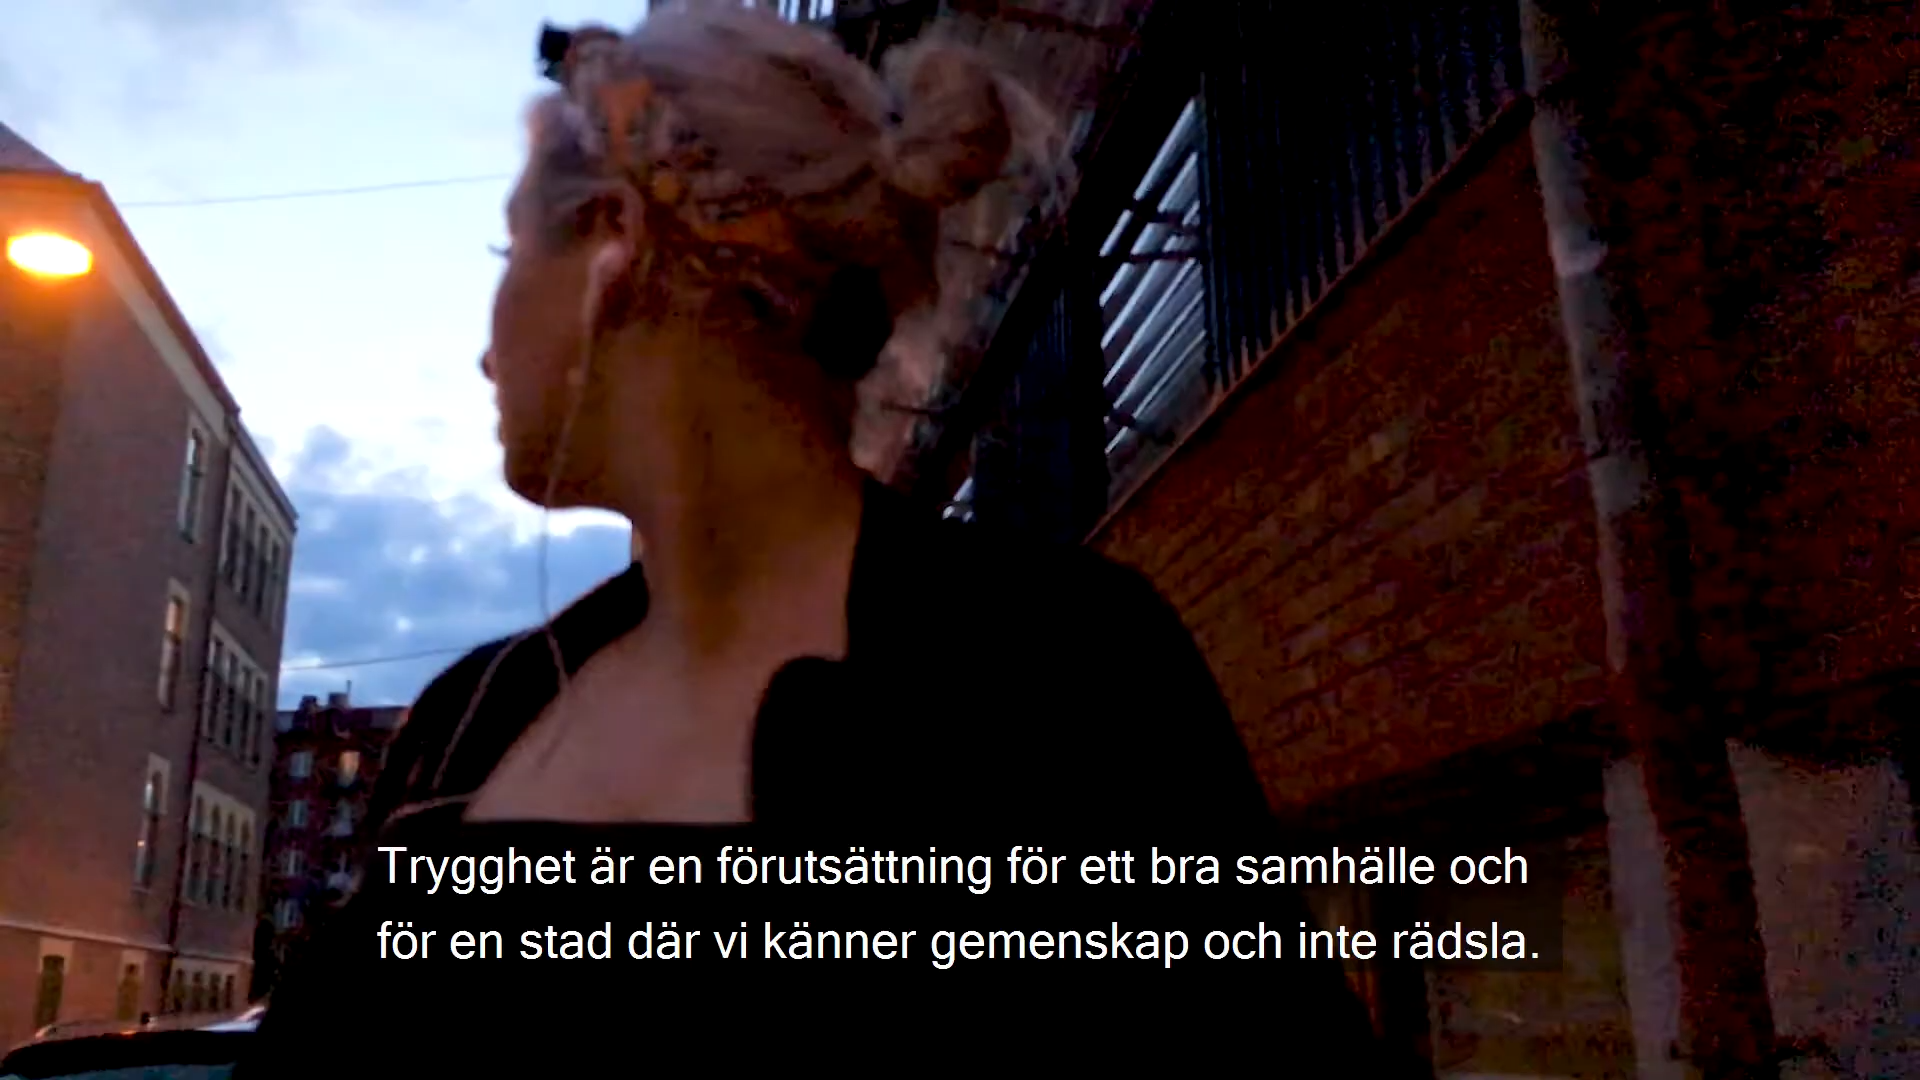 Trygghet är en förutsättning för ett bra samhälle och
för en stad där vi känner gemenskap och inte rädsla.